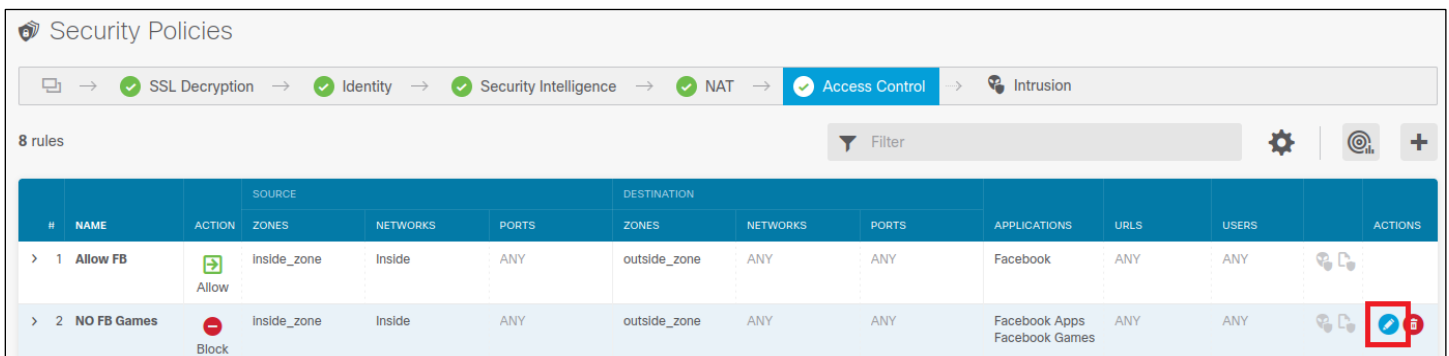 Security Policies
SSL Decryption
Identity
Security Intelligence
NAT
Access Control
Intrusion
8 rules
Filter
SOURCE
DESTINATION
# NAME ACTION ZONES NETWORKS PORTS ZONES NETWORKS PORTS APPLICATIONS URLS USERS ACTIONS
1 Allow FB Allow inside_zone Inside ANY outside_zone ANY ANY Facebook ANY ANY
2 NO FB Games Block inside_zone Inside ANY outside_zone ANY ANY Facebook Apps ANY ANY
Facebook Games